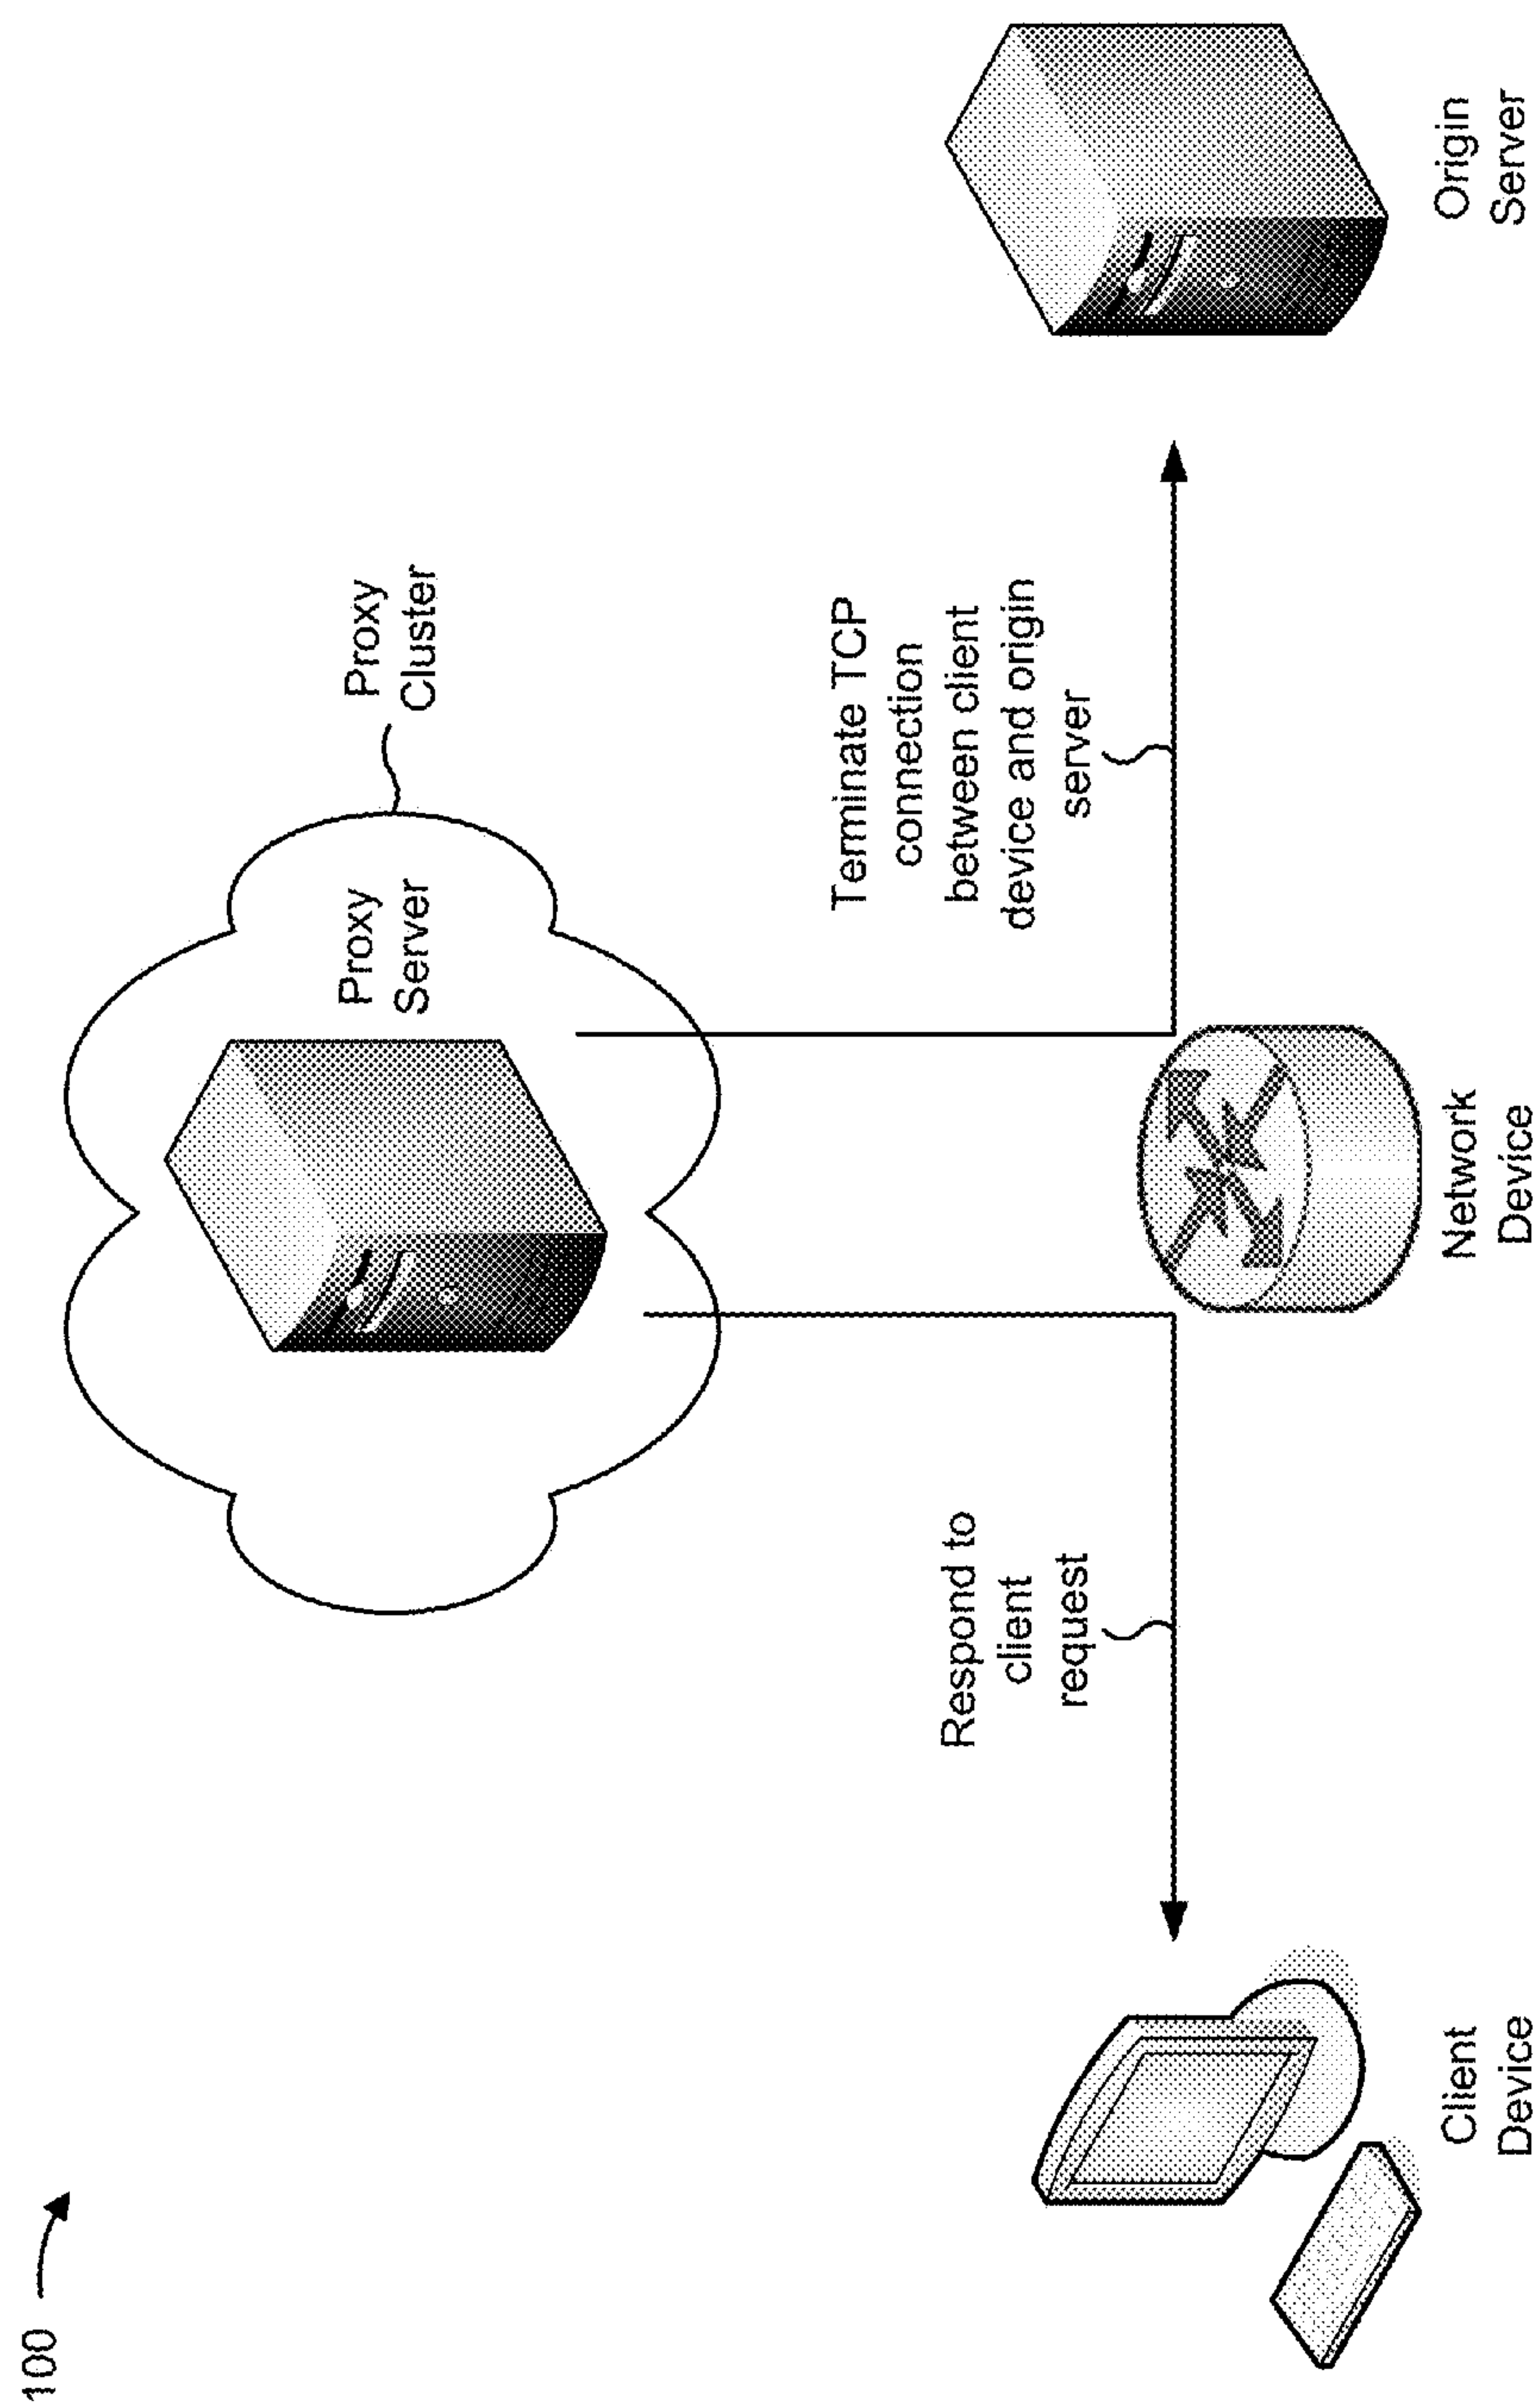 100
Proxy
Cluster
Proxy
Server
Respond to
client
request
Terminate TCP
connection
between client
device and origin
server
Client
Device
Network
Device
Origin
Server